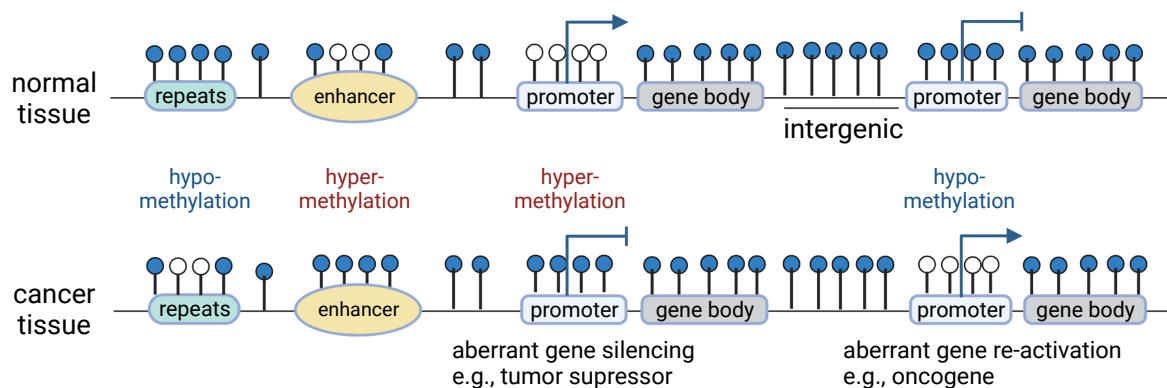 normal
tissue
repeats
enhancer
promoter
gene body
intergenic
promoter
gene body
hypo-
methylation
hyper-
methylation
hyper-
methylation
hypo-
methylation
cancer
tissue
repeats
enhancer
promoter
gene body
promoter
gene body
aberrant gene silencing
e.g., tumor supressor
aberrant gene re-activation
e.g., oncogene